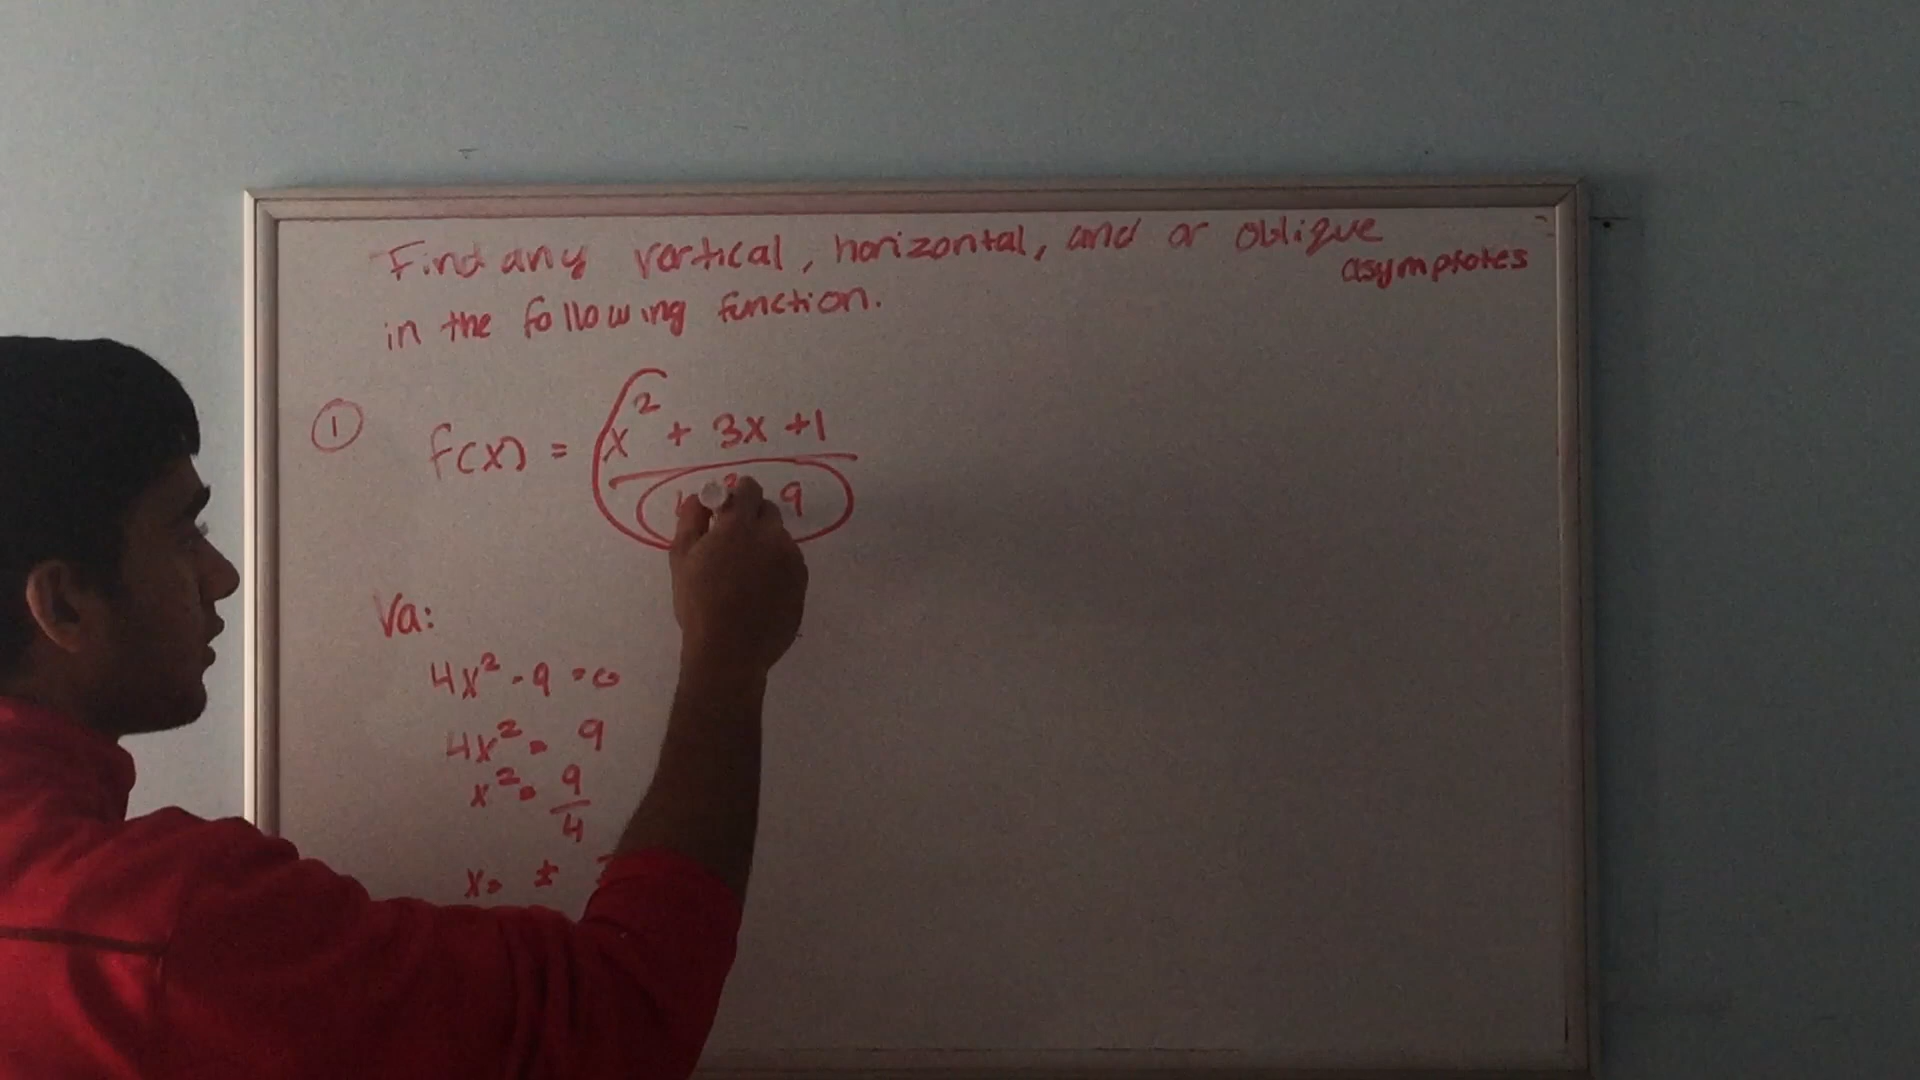 Find any vertical, horizontal, and or oblique
asymptotes
in the following function.
① f(x) = x² + 3x +1
9
Va:
4x² - 9 = 0
4x² = 9
x² = 9/4
x = ±